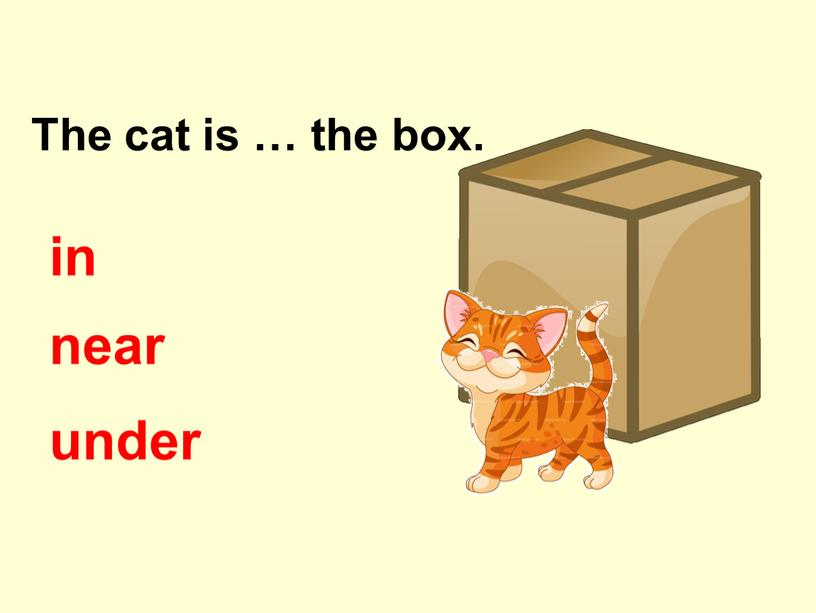 The cat is … the box.
in
near
under